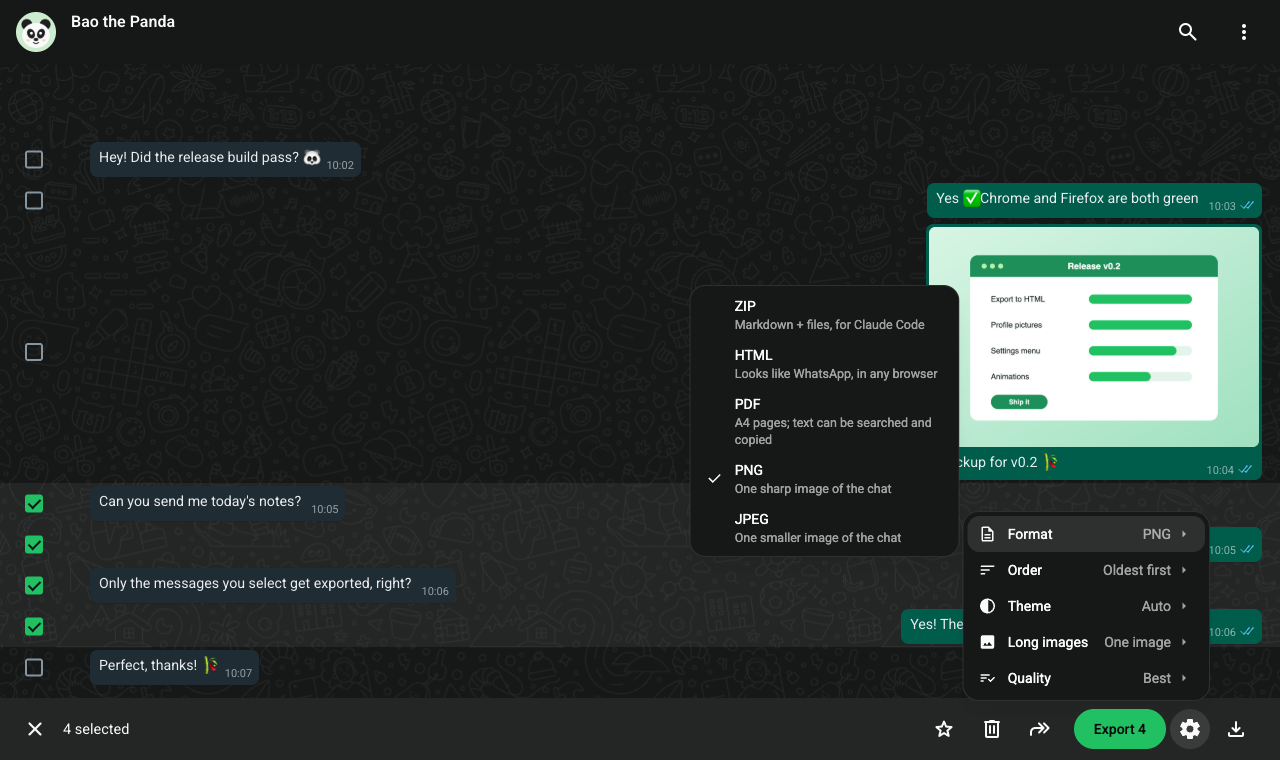 Bao the Panda
Hey! Did the release build pass? 🐼 10:02
Yes ✅Chrome and Firefox are both green 10:03
Release v0.2
Export to HTML
Profile pictures
Settings menu
Animations
Ship it
for v0.2 10:04
ZIP
Markdown + files, for Claude Code
HTML
Looks like WhatsApp, in any browser
PDF
A4 pages; text can be searched and
copied
PNG
One sharp image of the chat
JPEG
One smaller image of the chat
Can you send me today's notes? 10:05
10:05
Only the messages you select get exported, right? 10:06
Yes! The
10:06
Perfect, thanks! 10:07
Format PNG
Order Oldest first
Theme Auto
Long images One image
Quality Best
4 selected
Export 4